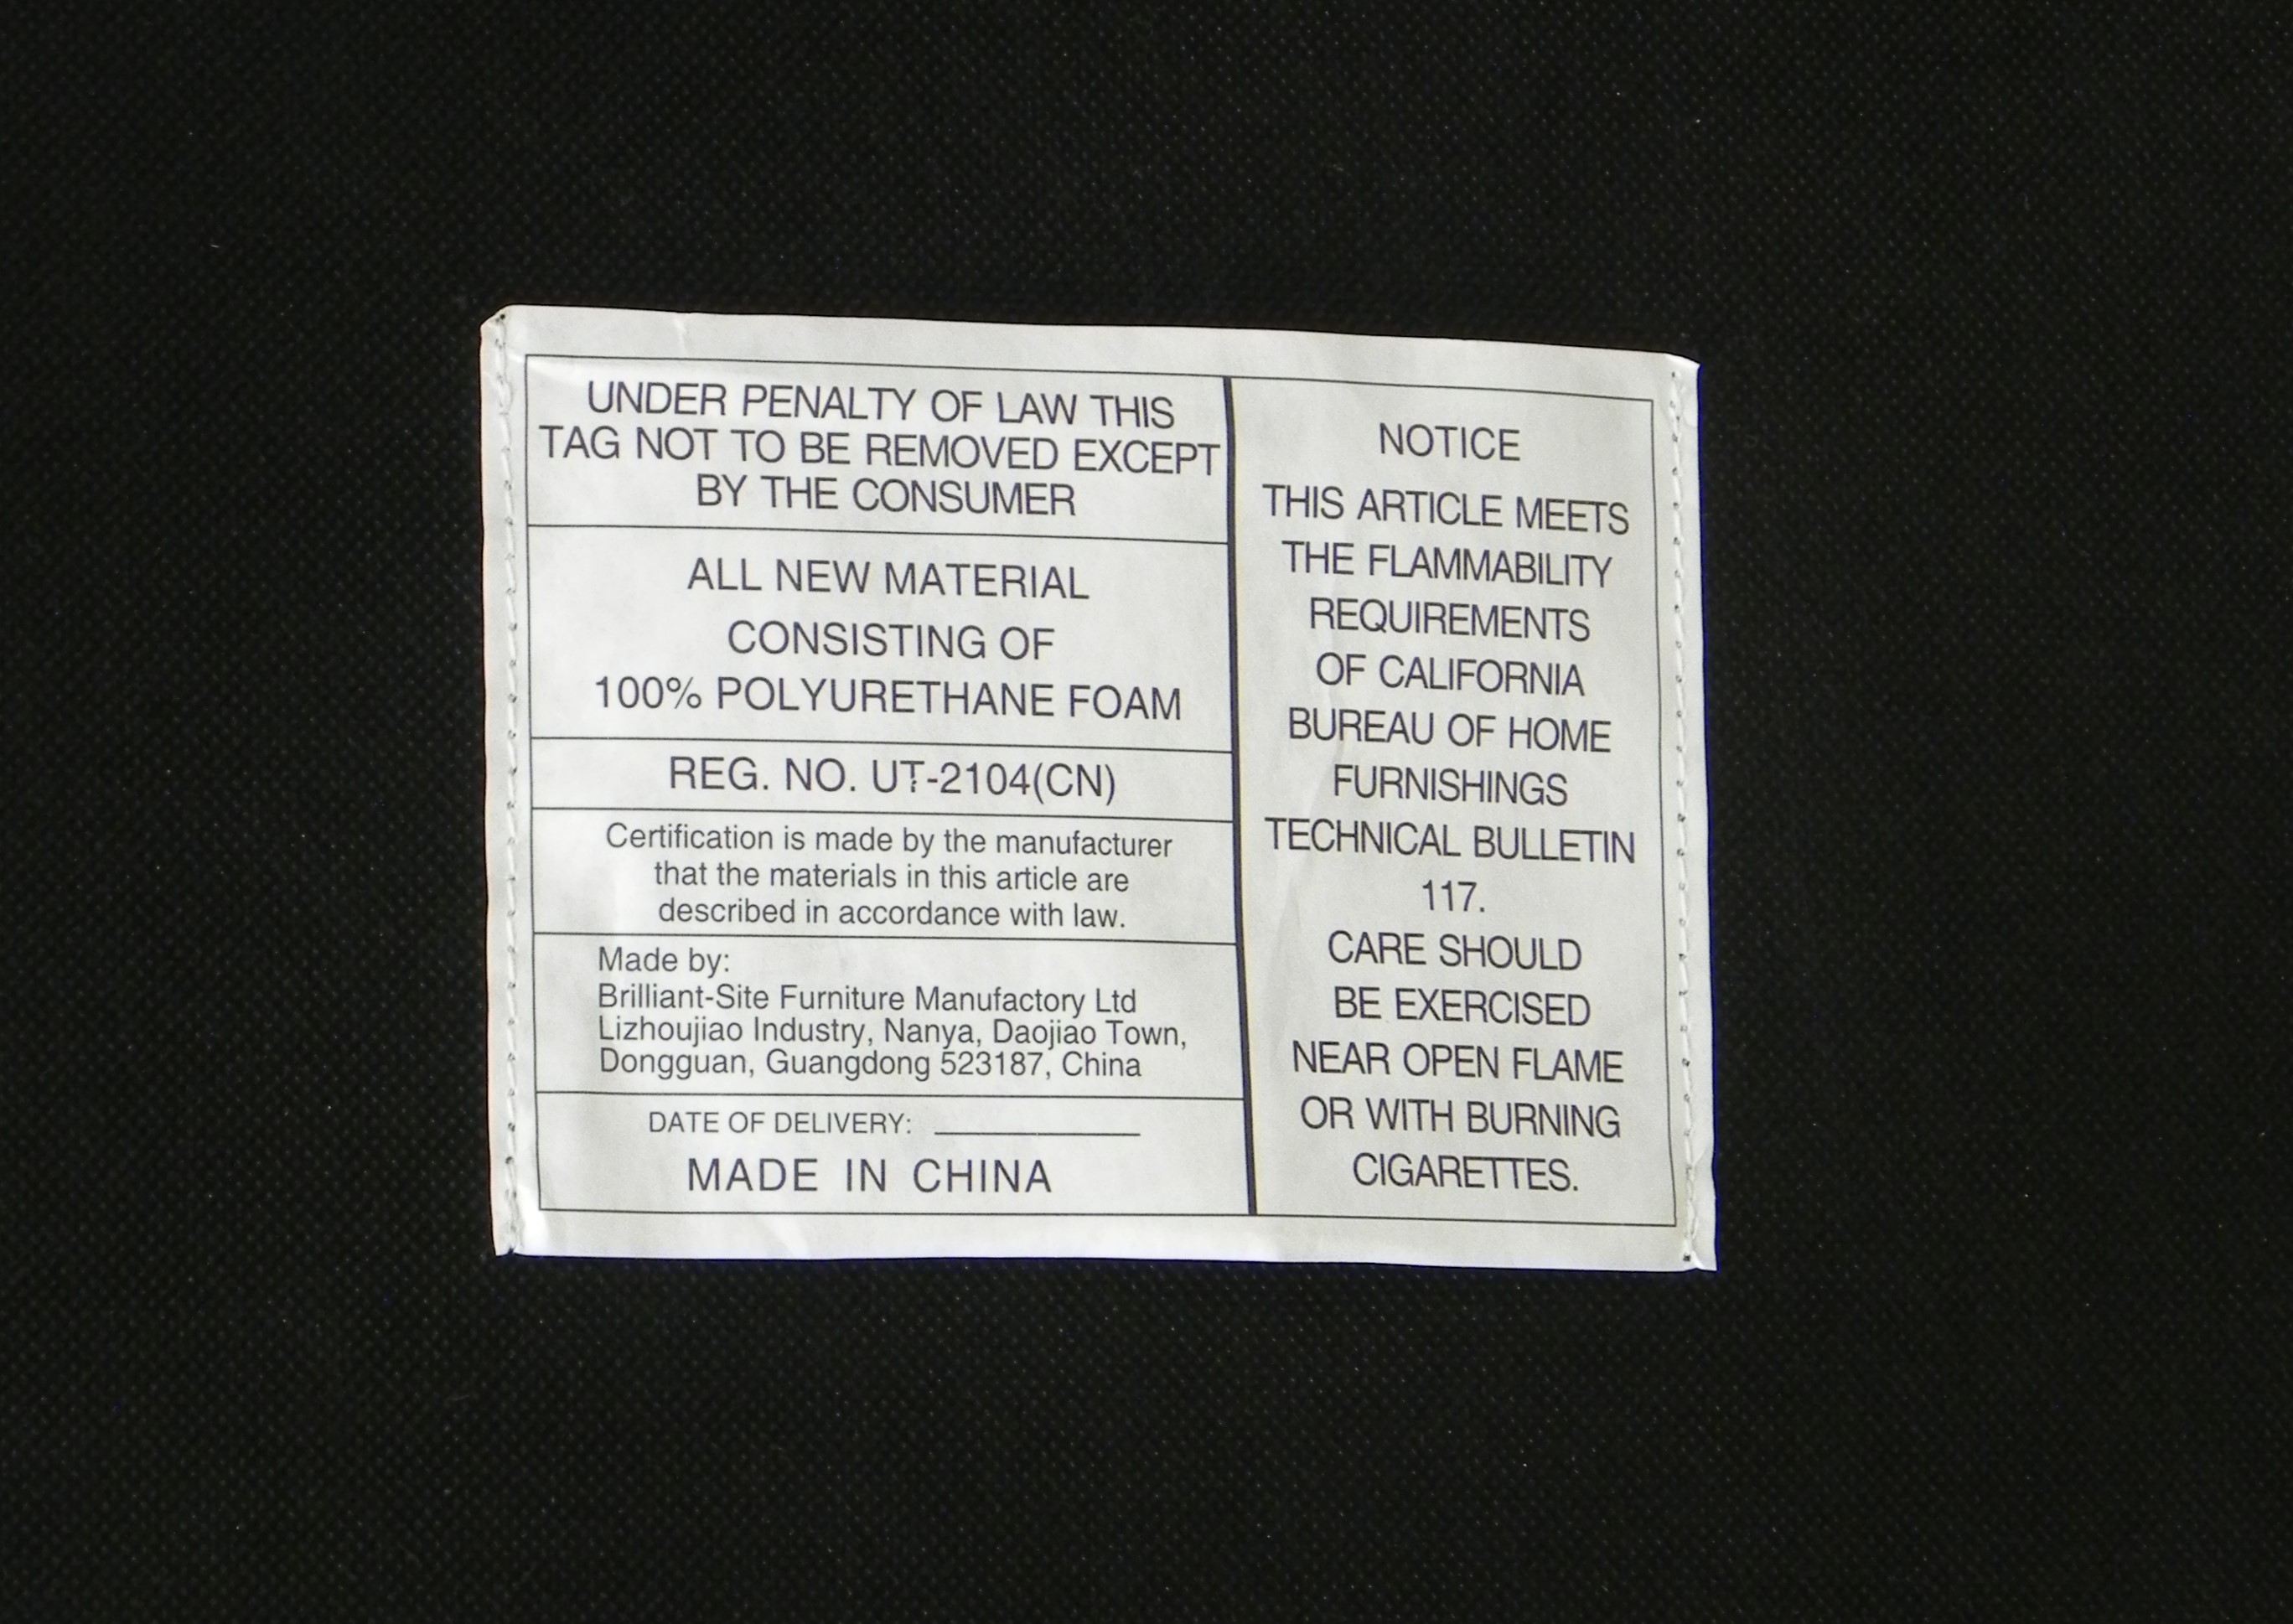 UNDER PENALTY OF LAW THIS
TAG NOT TO BE REMOVED EXCEPT
BY THE CONSUMER
ALL NEW MATERIAL
CONSISTING OF
100% POLYURETHANE FOAM
REG. NO. UT-2104(CN)
Certification is made by the manufacturer
that the materials in this article are
described in accordance with law.
Made by:
Brilliant-Site Furniture Manufactory Ltd
Lizhoujiao Industry, Nanya, Daojiao Town,
Dongguan, Guangdong 523187, China
DATE OF DELIVERY:
MADE IN CHINA
NOTICE
THIS ARTICLE MEETS
THE FLAMMABILITY
REQUIREMENTS
OF CALIFORNIA
BUREAU OF HOME
FURNISHINGS
TECHNICAL BULLETIN
117.
CARE SHOULD
BE EXERCISED
NEAR OPEN FLAME
OR WITH BURNING
CIGARETTES.